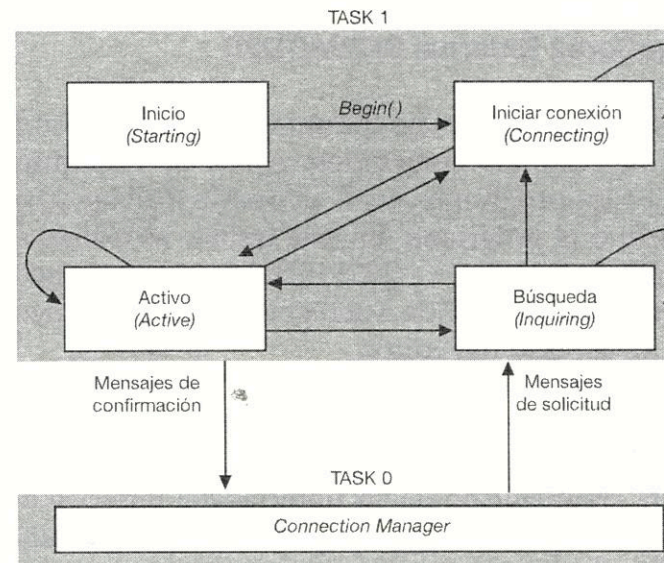 TASK 1
Inicio
(Starting)
Begin()
Iniciar conexión
(Connecting)
Activo
(Active)
Búsqueda
(Inquiring)
Mensajes de
confirmación
Mensajes
de solicitud
TASK 0
Connection Manager